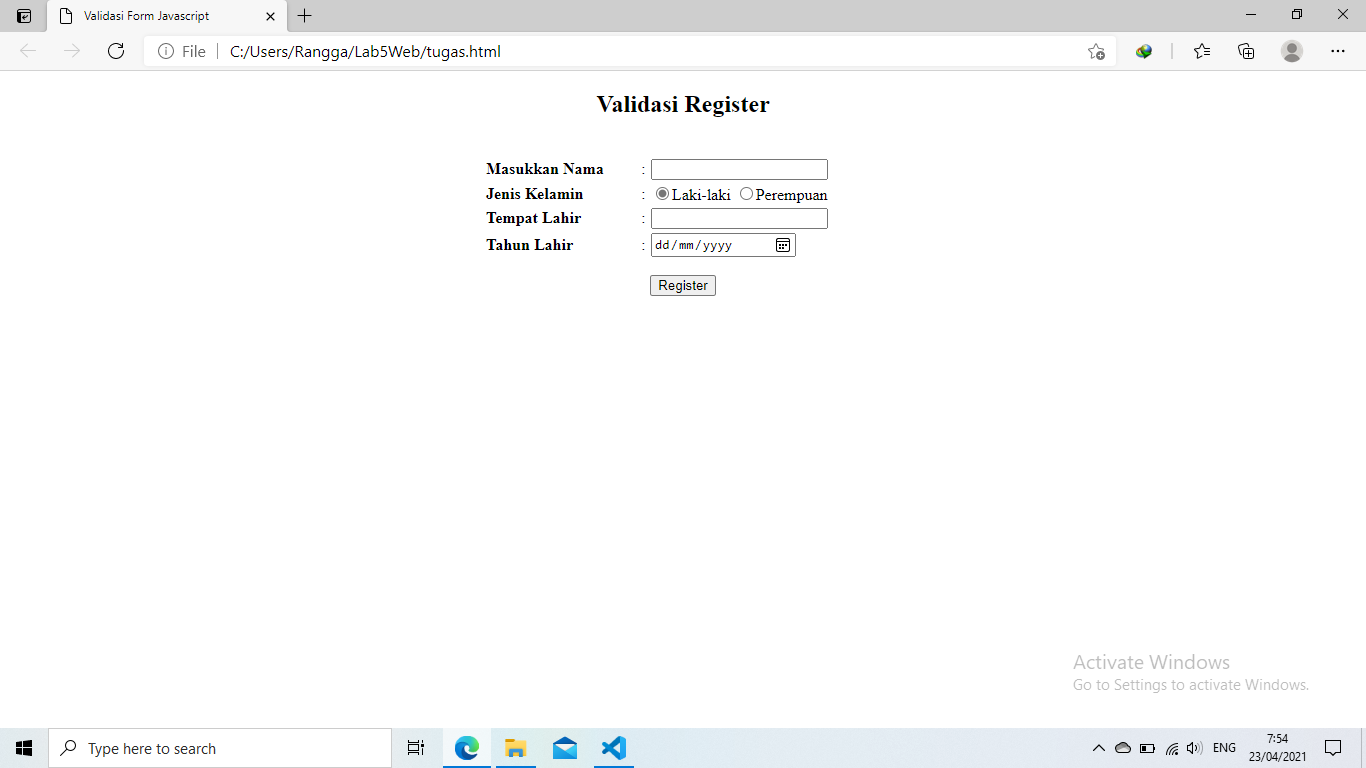 Validasi Form Javascript
File C:/Users/Rangga/Lab5Web/tugas.html
Validasi Register
Masukkan Nama :
Jenis Kelamin : Laki-laki Perempuan
Tempat Lahir :
Tahun Lahir : dd/mm/yyyy
Register
Activate Windows
Go to Settings to activate Windows.
Type here to search
ENG
7:54
23/04/2021